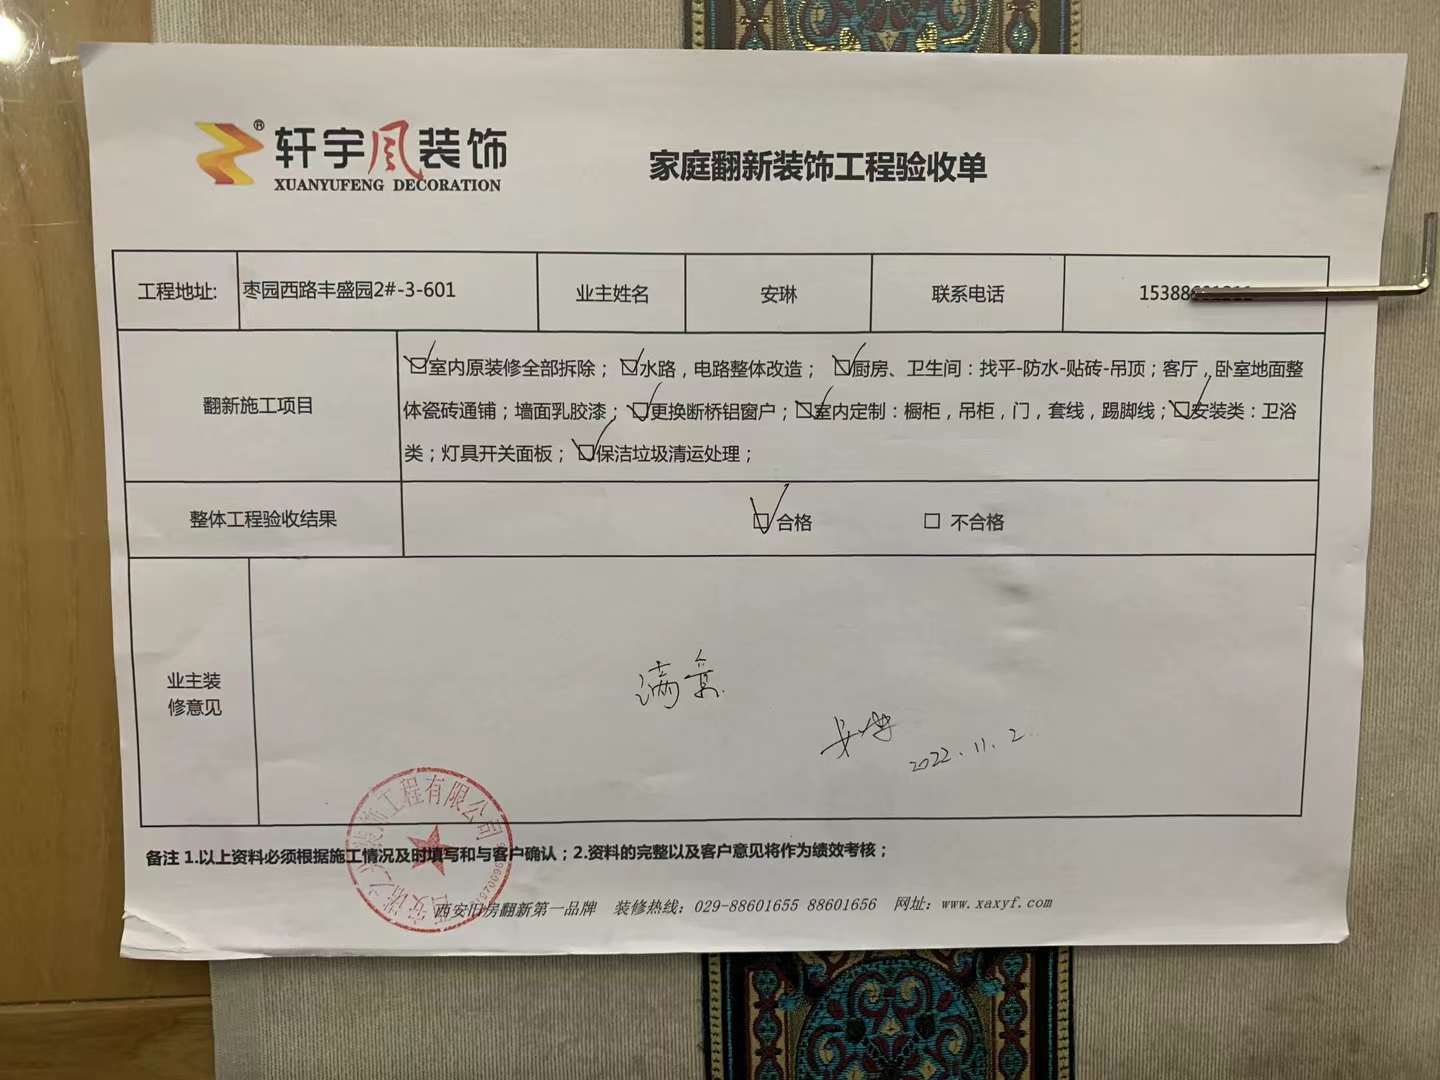 轩宇风装饰®
XUANYUFENG DECORATION
家庭翻新装饰工程验收单
工程地址: 枣园西路丰盛园2#-3-601 业主姓名 安琳 联系电话 15388
翻新施工项目
☑室内原装修全部拆除；☑水路，电路整体改造；☑厨房、卫生间：找平-防水-贴砖-吊顶；客厅，卧室地面整
体瓷砖通铺；墙面乳胶漆；☑更换断桥铝窗户；☑室内定制：橱柜，吊柜，门，套线，踢脚线；☑安装类：卫浴
类；灯具开关面板；☑保洁垃圾清运处理；
整体工程验收结果 ☑合格 □ 不合格
业主装
修意见
满意
安琳
2022.11.2
装饰工程有限公司
备注 1.以上资料必须根据施工情况及时填写和与客户确认；2.资料的完整以及客户意见将作为绩效考核；
西安旧房翻新第一品牌 装修热线：029-88601655 88601656 网址：www.xaxyf.com